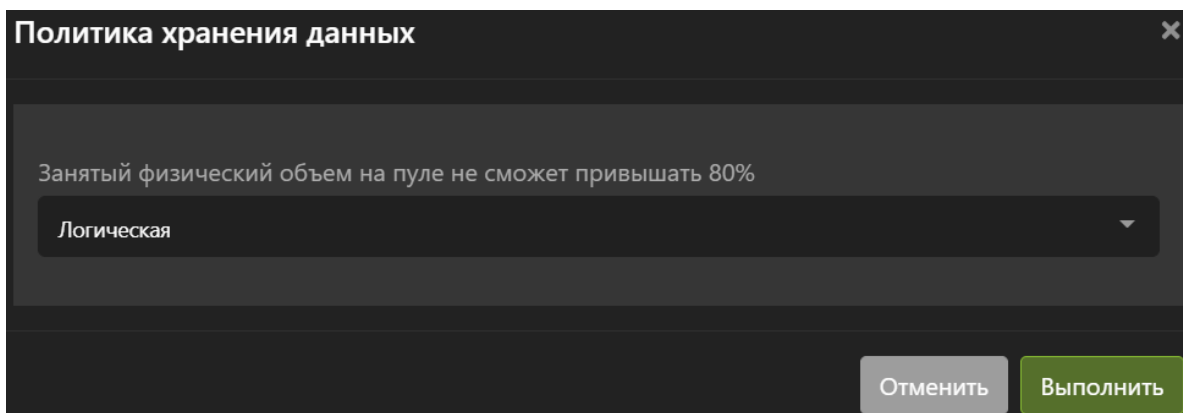 Политика хранения данных
Занятый физический объем на пуле не сможет привышать 80%
Логическая
Отменить Выполнить